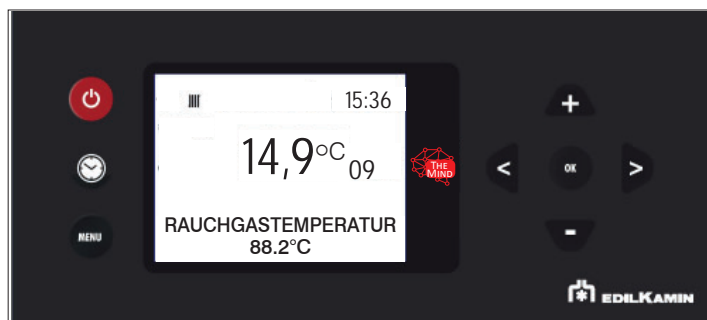 15:36
14,9°C 09
THE
MIND
RAUCHGASTEMPERATUR
88.2°C
MENU
+
< OK >
-
EDILKAMIN